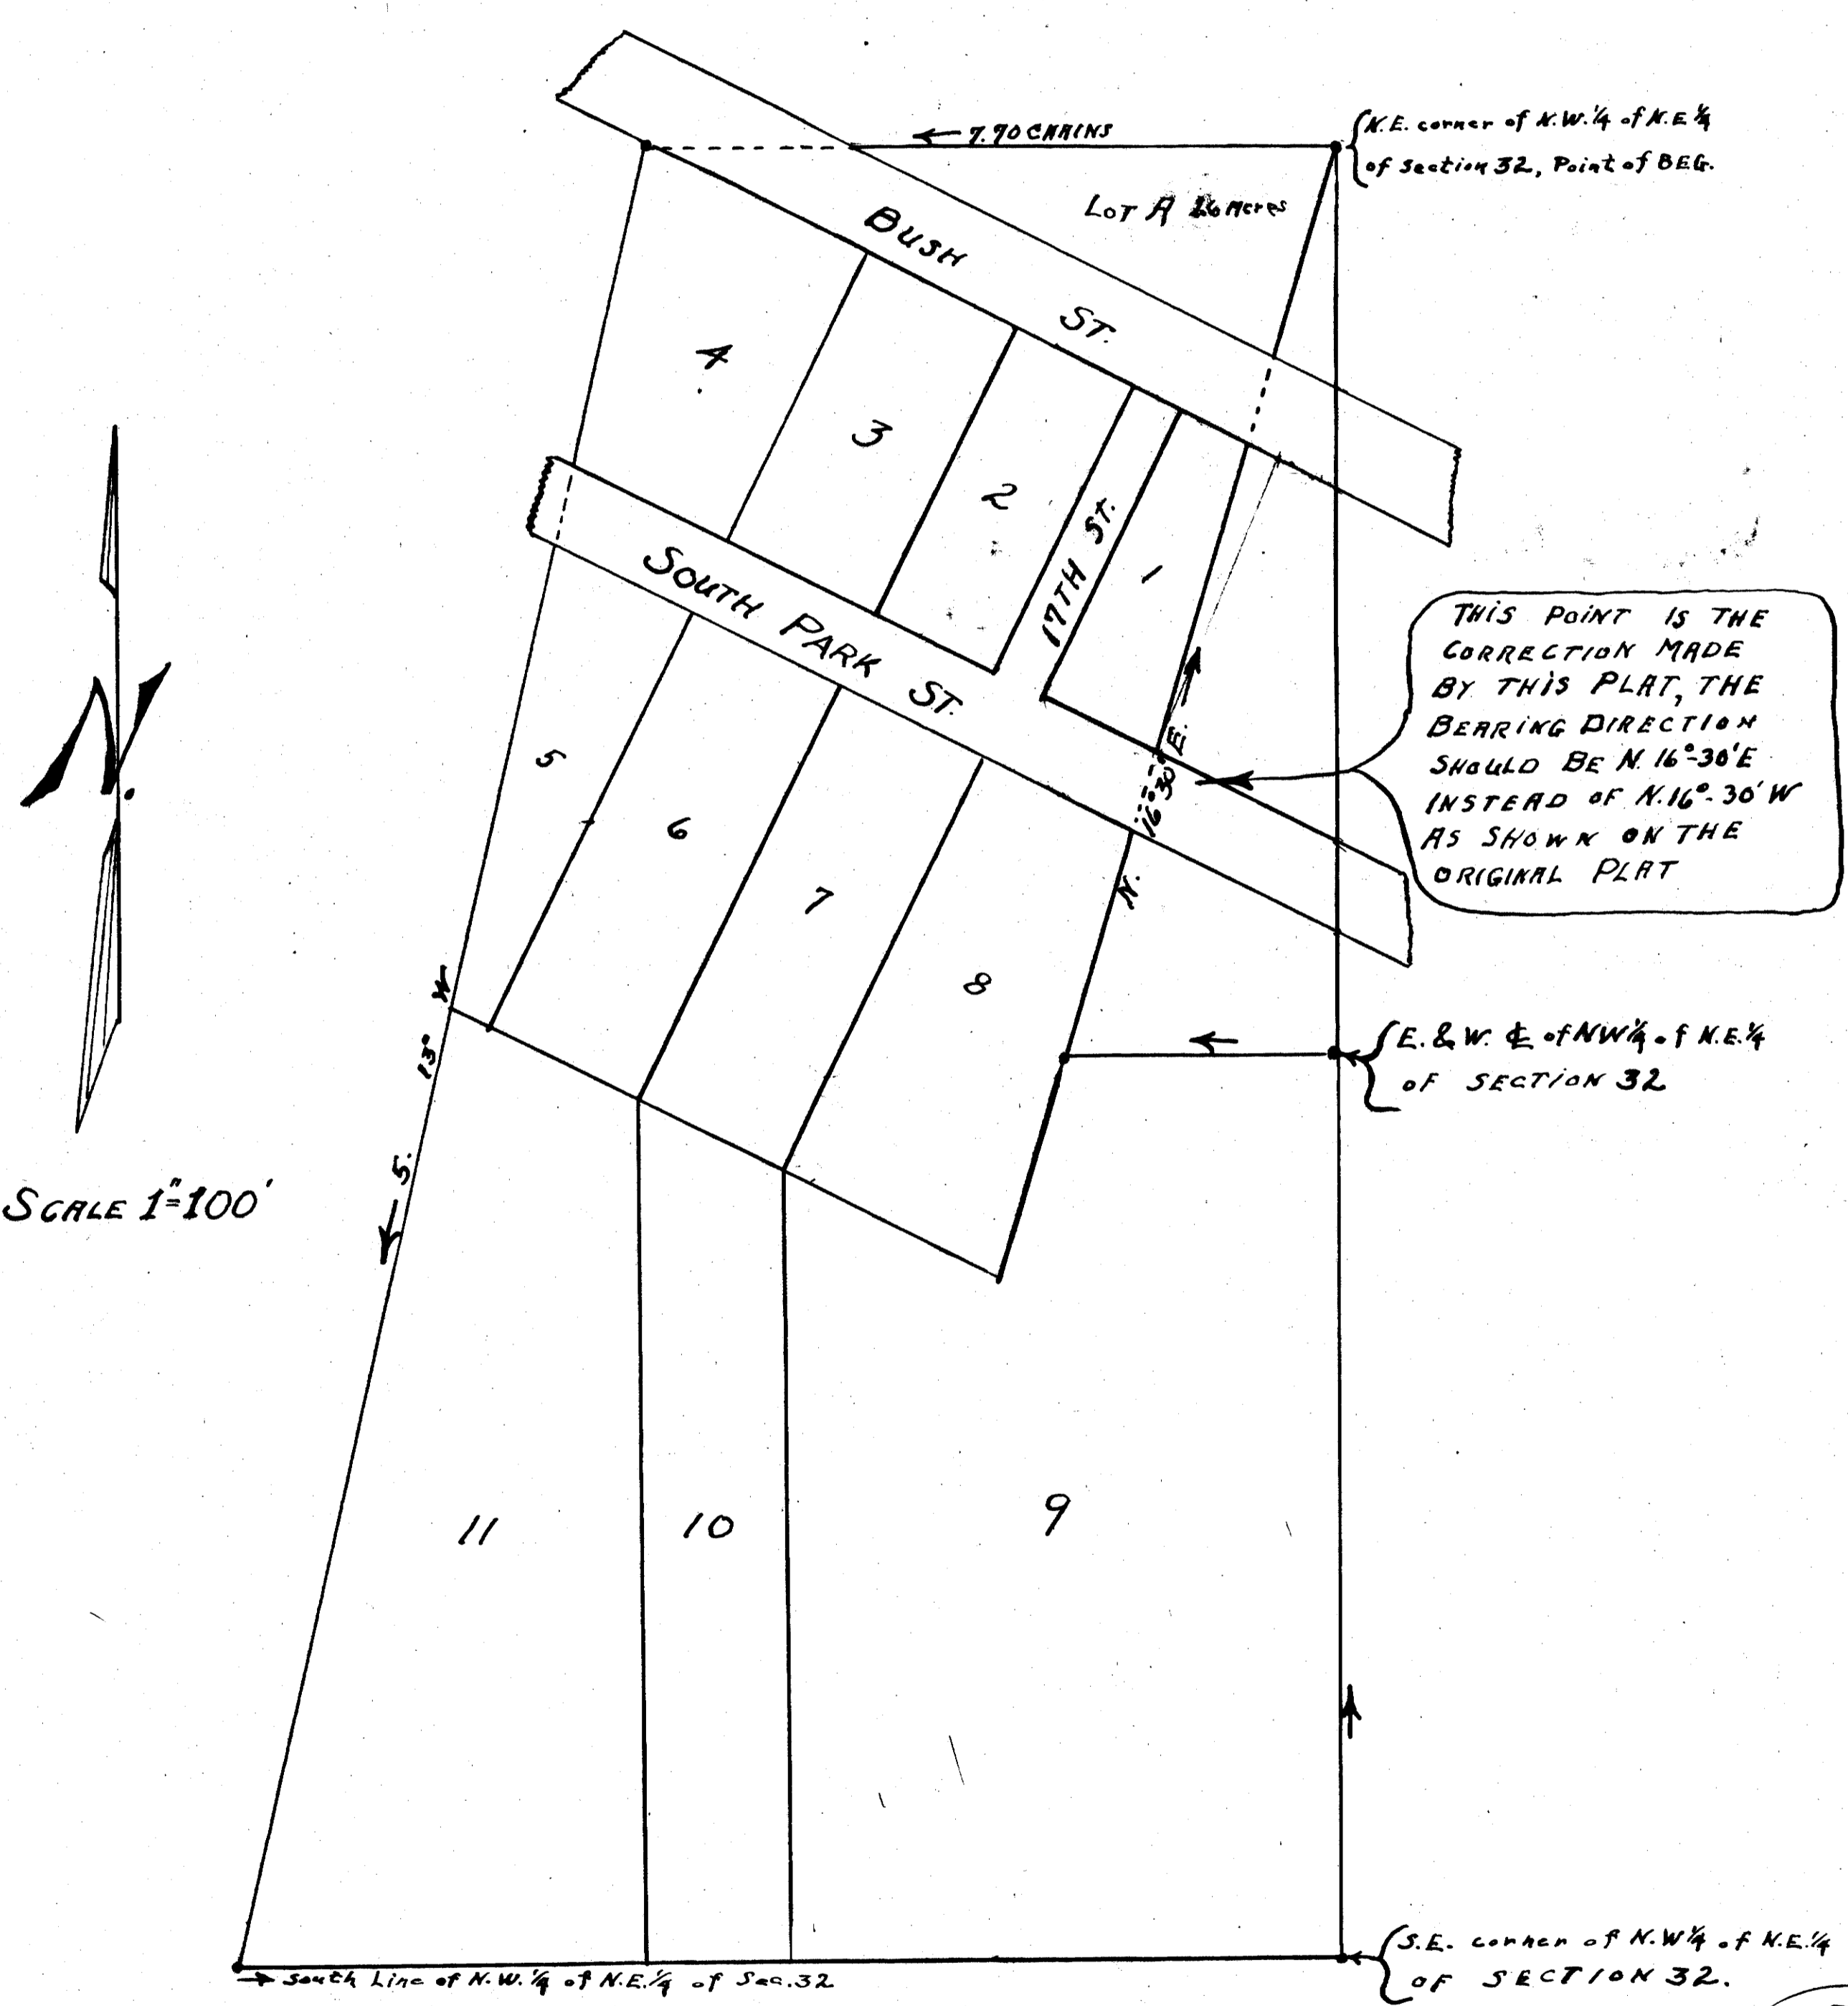 7.70 CHAINS
N.E. corner of N.W.¼ of N.E.¼
of section 32, Point of BEG.
LOT A Acres
BUSH ST.
4
3
2
17TH ST.
1
SOUTH PARK ST.
THIS POINT IS THE
CORRECTION MADE
BY THIS PLAT, THE
BEARING DIRECTION
SHOULD BE N. 16°-30'E
INSTEAD OF N.16°-30'W
AS SHOWN ON THE
ORIGINAL PLAT
N.
5
6
7
8
N. 16°30' E.
E. & W. ℄ of NW¼ of N.E.¼
OF SECTION 32
S. 13° W
SCALE 1"=100'
11
10
9
South Line of N.W.¼ of N.E.¼ of Sec.32
S.E. corner of N.W¼ of N.E.¼
OF SECTION 32.